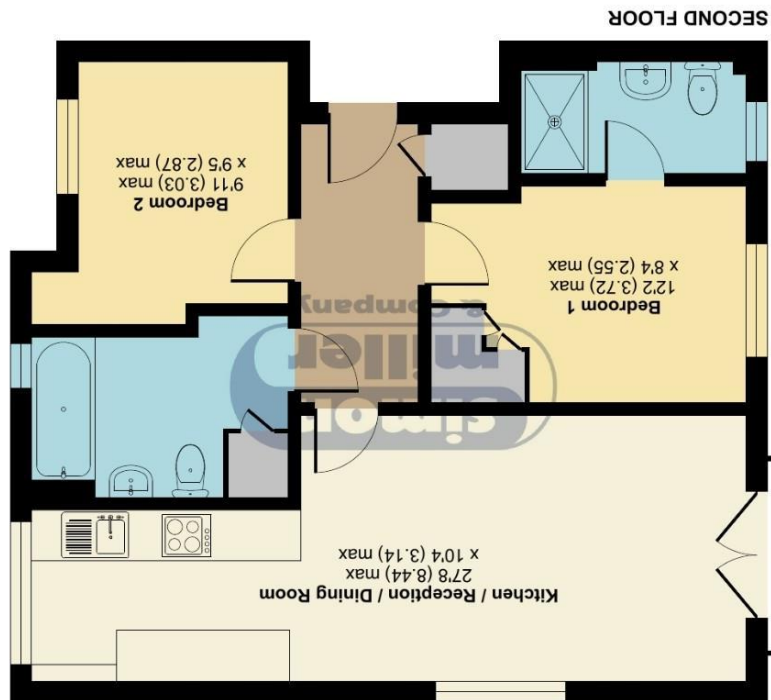 Kitchen / Reception / Dining Room
27'8 (8.44) max
x 10'4 (3.14) max
simon
miller
& company
Bedroom 1
12'2 (3.72) max
x 8'4 (2.55) max
Bedroom 2
9'11 (3.03) max
x 9'5 (2.87) max
SECOND FLOOR